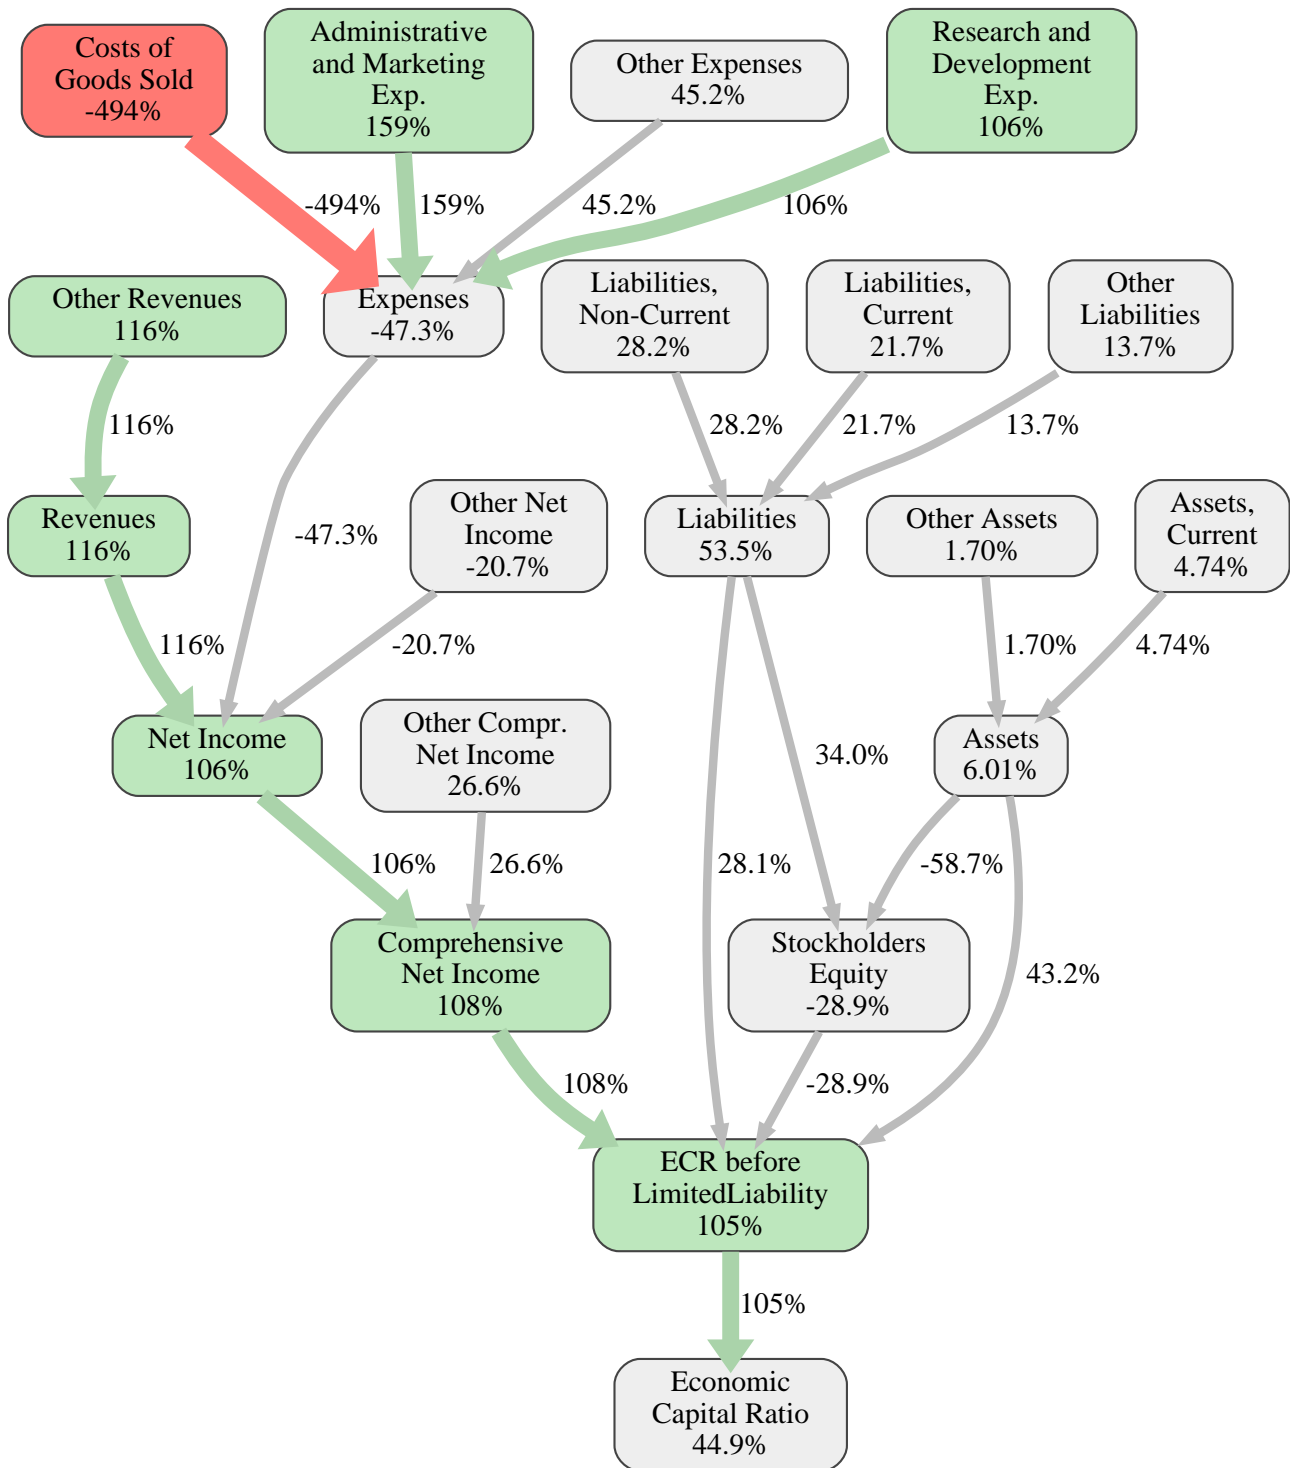 Costs of
Goods Sold
-494%
Administrative
and Marketing
Exp.
159%
Other Expenses
45.2%
Research and
Development
Exp.
106%
-494%
159%
45.2%
106%
Other Revenues
116%
Expenses
-47.3%
Liabilities,
Non-Current
28.2%
Liabilities,
Current
21.7%
Other
Liabilities
13.7%
116%
28.2%
21.7%
13.7%
Revenues
116%
-47.3%
Other Net
Income
-20.7%
Liabilities
53.5%
Other Assets
1.70%
Assets,
Current
4.74%
116%
-20.7%
1.70%
4.74%
Net Income
106%
Other Compr.
Net Income
26.6%
34.0%
Assets
6.01%
106%
26.6%
28.1%
-58.7%
Comprehensive
Net Income
108%
Stockholders
Equity
-28.9%
43.2%
108%
-28.9%
ECR before
LimitedLiability
105%
105%
Economic
Capital Ratio
44.9%